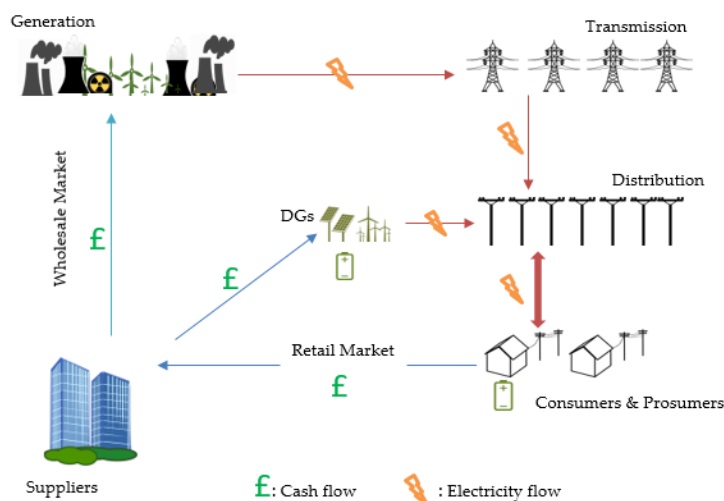 Generation
Transmission
Wholesale Market
£
DGs
Distribution
£
Retail Market
£
Consumers & Prosumers
Suppliers
£: Cash flow
: Electricity flow